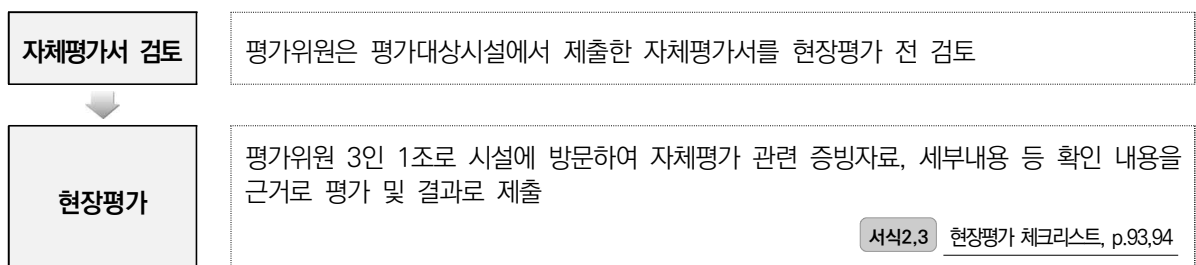 자체평가서 검토
평가위원은 평가대상시설에서 제출한 자체평가서를 현장평가 전 검토
현장평가
평가위원 3인 1조로 시설에 방문하여 자체평가 관련 증빙자료, 세부내용 등 확인 내용을
근거로 평가 및 결과로 제출
서식2,3 현장평가 체크리스트, p.93,94